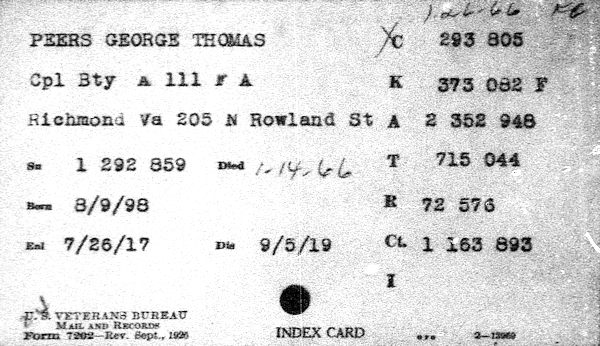 1-26-66
PEERS GEORGE THOMAS XC 293 805
Cpl Bty A 111 F A K 373 082 F
Richmond Va 205 N Rowland St A 2 352 948
Sn 1 292 859 Died 1-14-66 T 715 044
Born 8/9/98 R 72 576
Enl 7/26/17 Dis 9/5/19 Ct. 1 163 893
I
U. S. VETERANS BUREAU
MAIL AND RECORDS
Form 7202—Rev. Sept., 1926 INDEX CARD GPO 2—13969